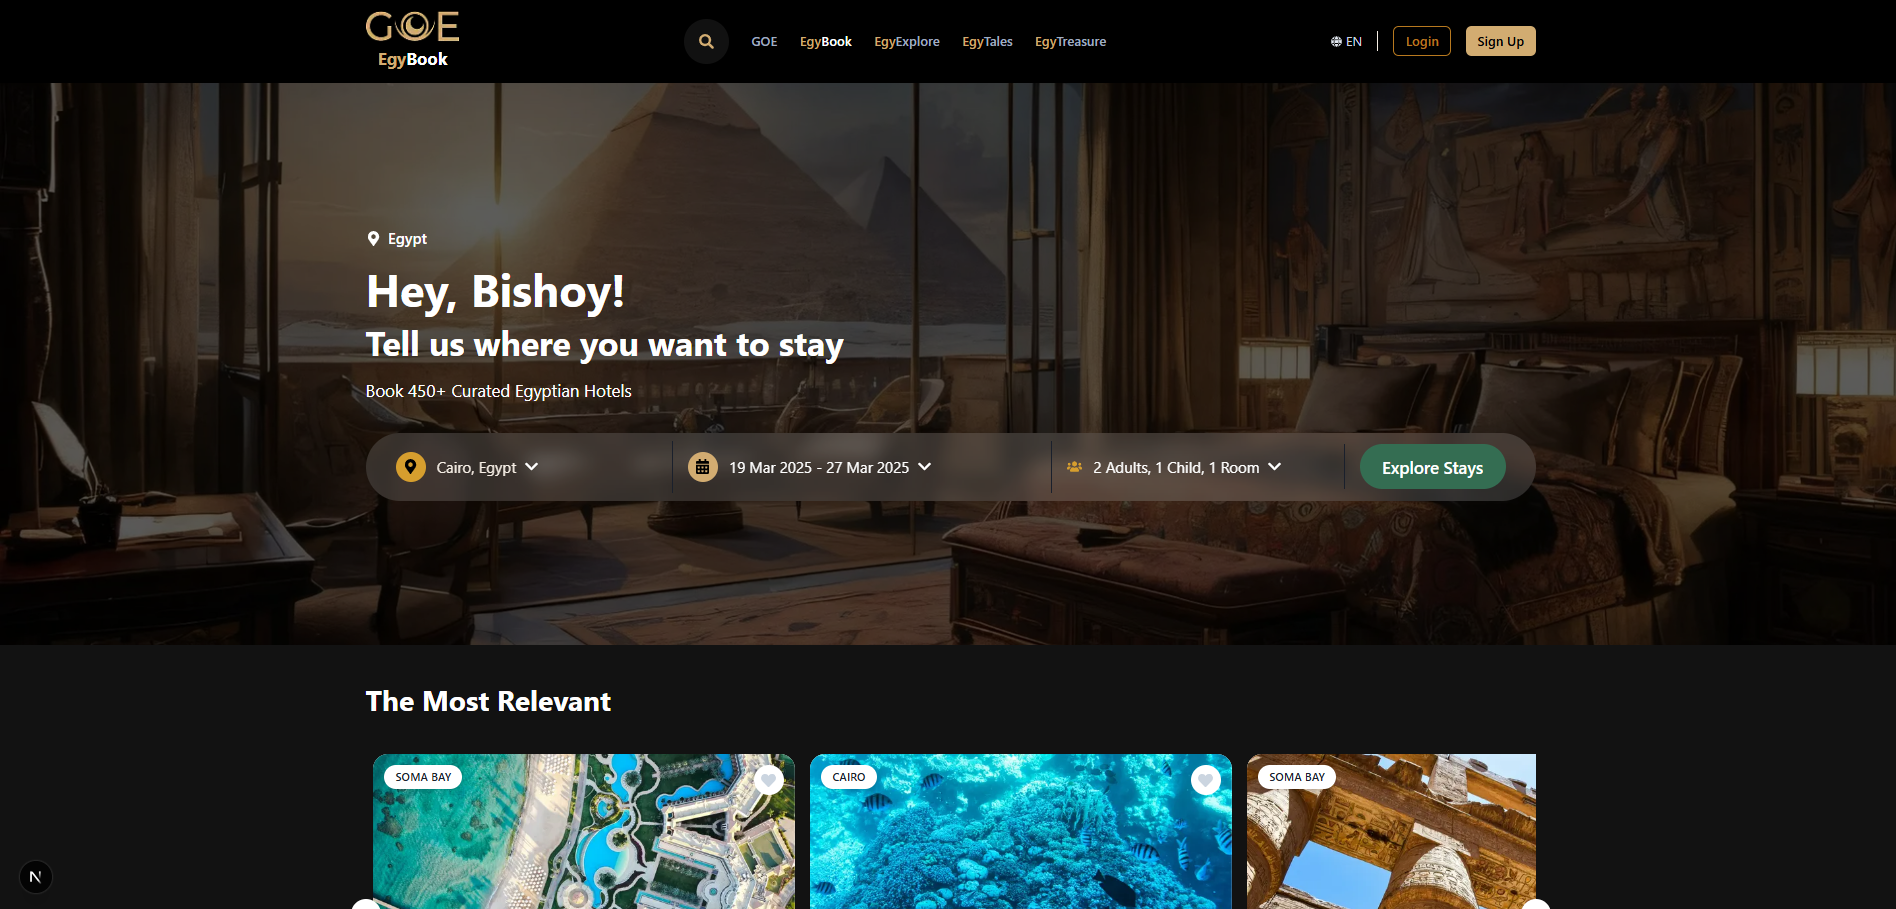 GOE
EgyBook
GOE
EgyBook
EgyExplore
EgyTales
EgyTreasure
EN
Login
Sign Up
Egypt
Hey, Bishoy!
Tell us where you want to stay
Book 450+ Curated Egyptian Hotels
Cairo, Egypt
19 Mar 2025 - 27 Mar 2025
2 Adults, 1 Child, 1 Room
Explore Stays
The Most Relevant
SOMA BAY
CAIRO
SOMA BAY
N